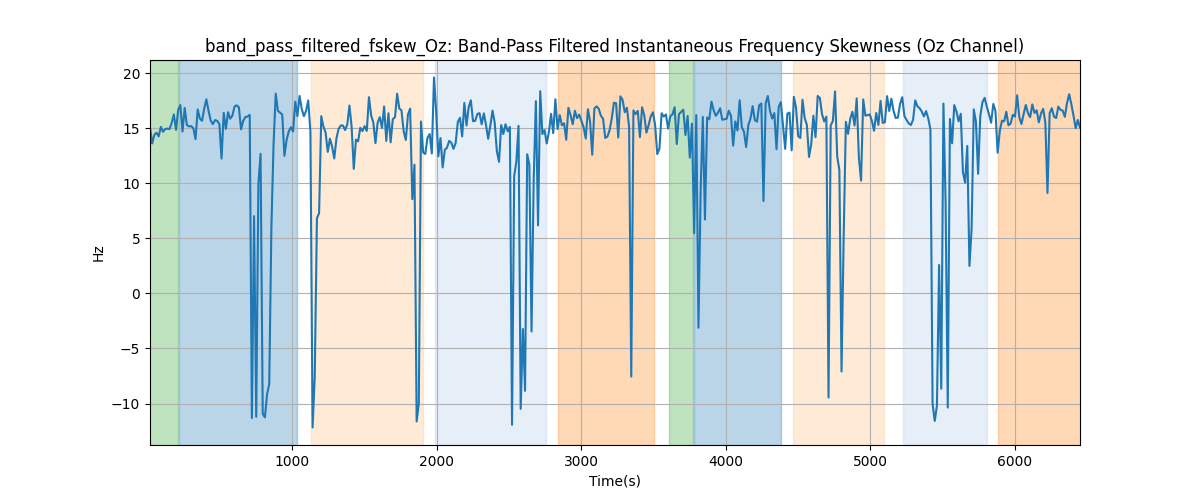 band_pass_filtered_fskew_Oz: Band-Pass Filtered Instantaneous Frequency Skewness (Oz Channel)
20
15
10
5
0
−5
−10
Hz
1000 2000 3000 4000 5000 6000
Time(s)